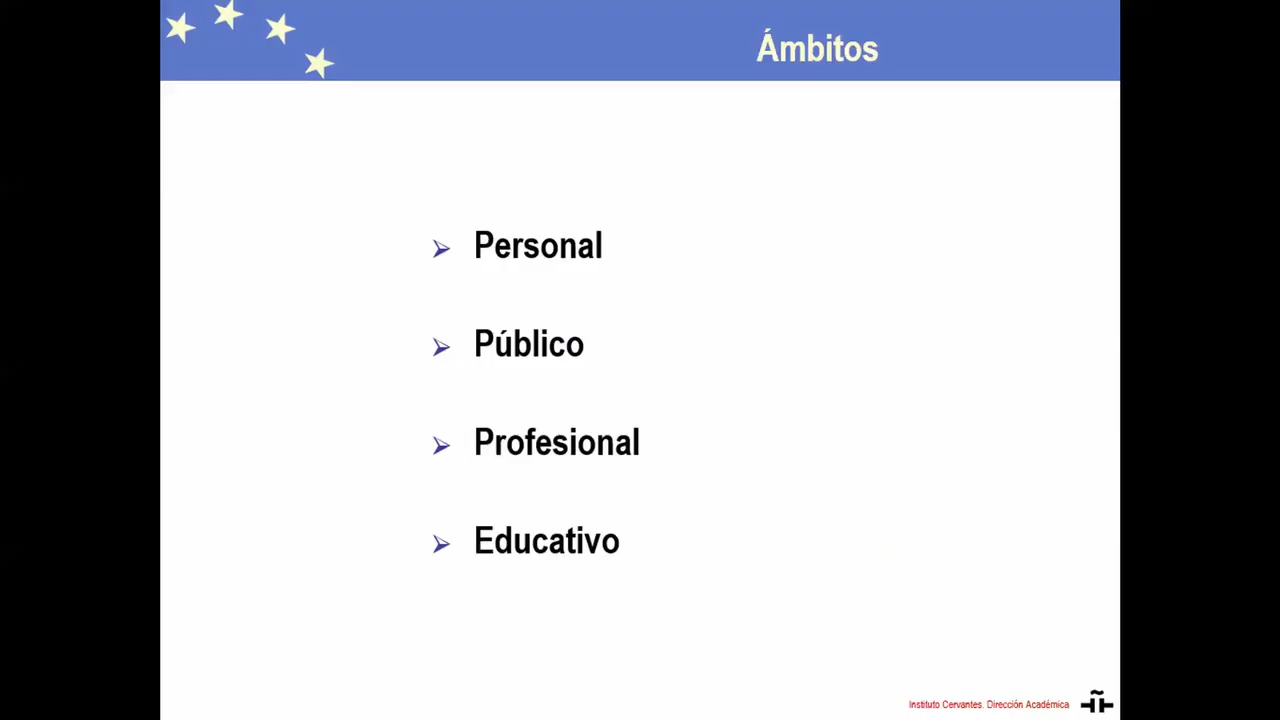 Ámbitos
Personal
Público
Profesional
Educativo
Instituto Cervantes. Dirección Académica